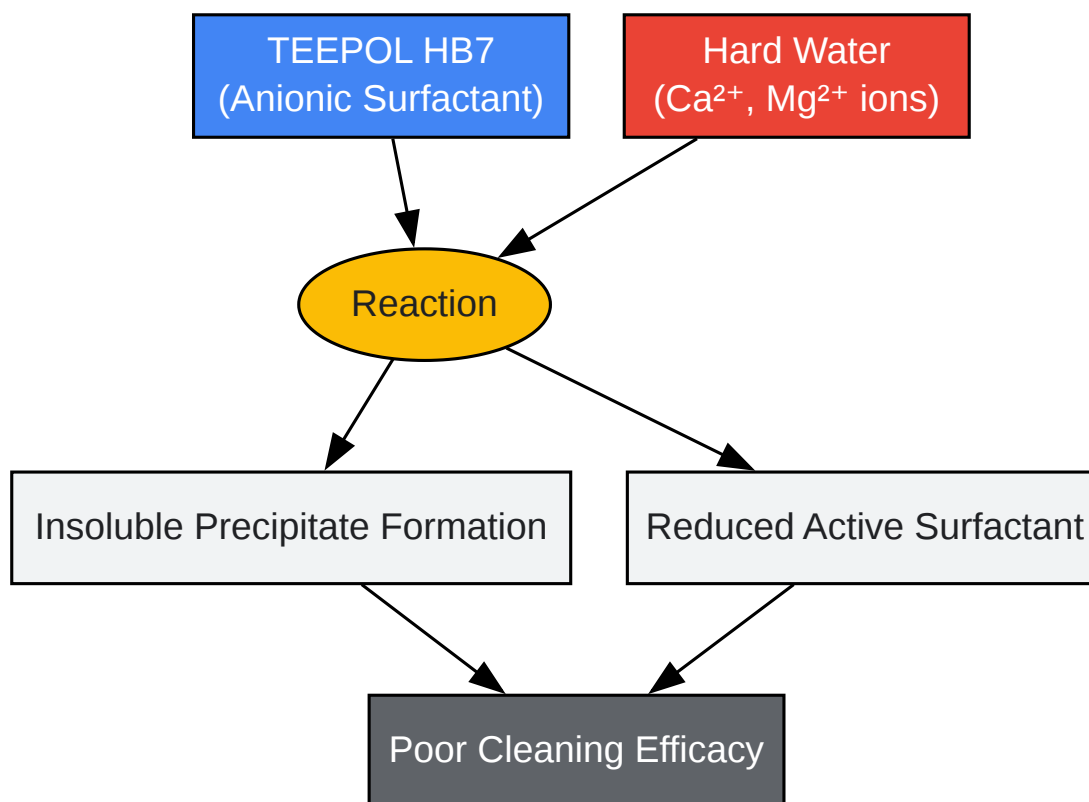 TEEPOL HB7
(Anionic Surfactant)
Hard Water
(Ca²⁺, Mg²⁺ ions)
Reaction
Insoluble Precipitate Formation
Reduced Active Surfactant
Poor Cleaning Efficacy